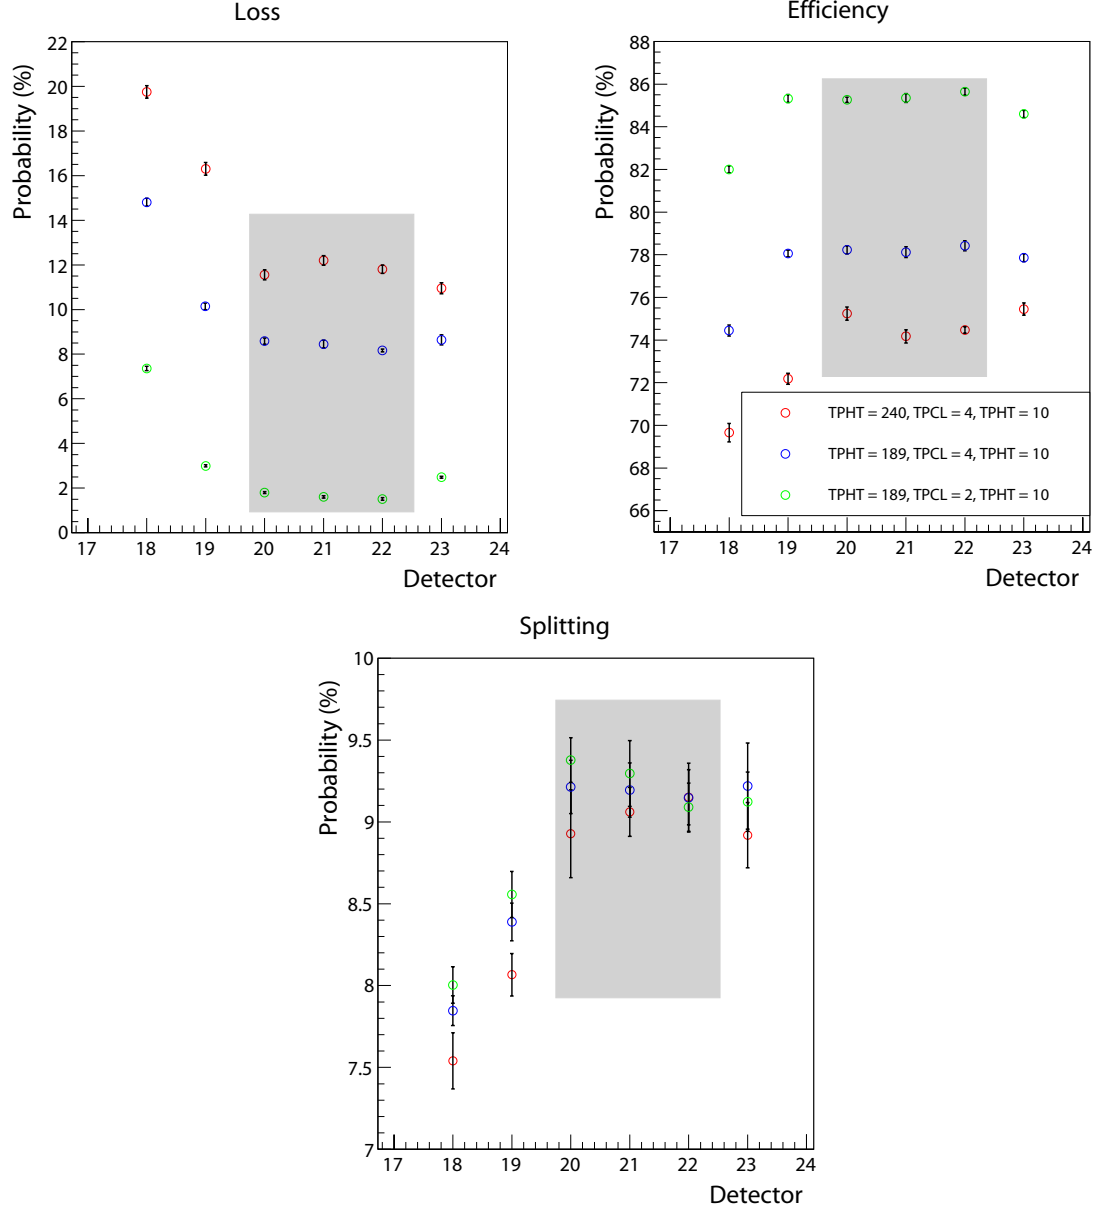 Loss
Probability (%)
22
20
18
16
14
12
10
8
6
4
2
0
17 18 19 20 21 22 23 24
Detector
Efficiency
Probability (%)
88
86
84
82
80
78
76
74
72
70
68
66
TPHT = 240, TPCL = 4, TPHT = 10
TPHT = 189, TPCL = 4, TPHT = 10
TPHT = 189, TPCL = 2, TPHT = 10
17 18 19 20 21 22 23 24
Detector
Splitting
Probability (%)
10
9.5
9
8.5
8
7.5
7
17 18 19 20 21 22 23 24
Detector